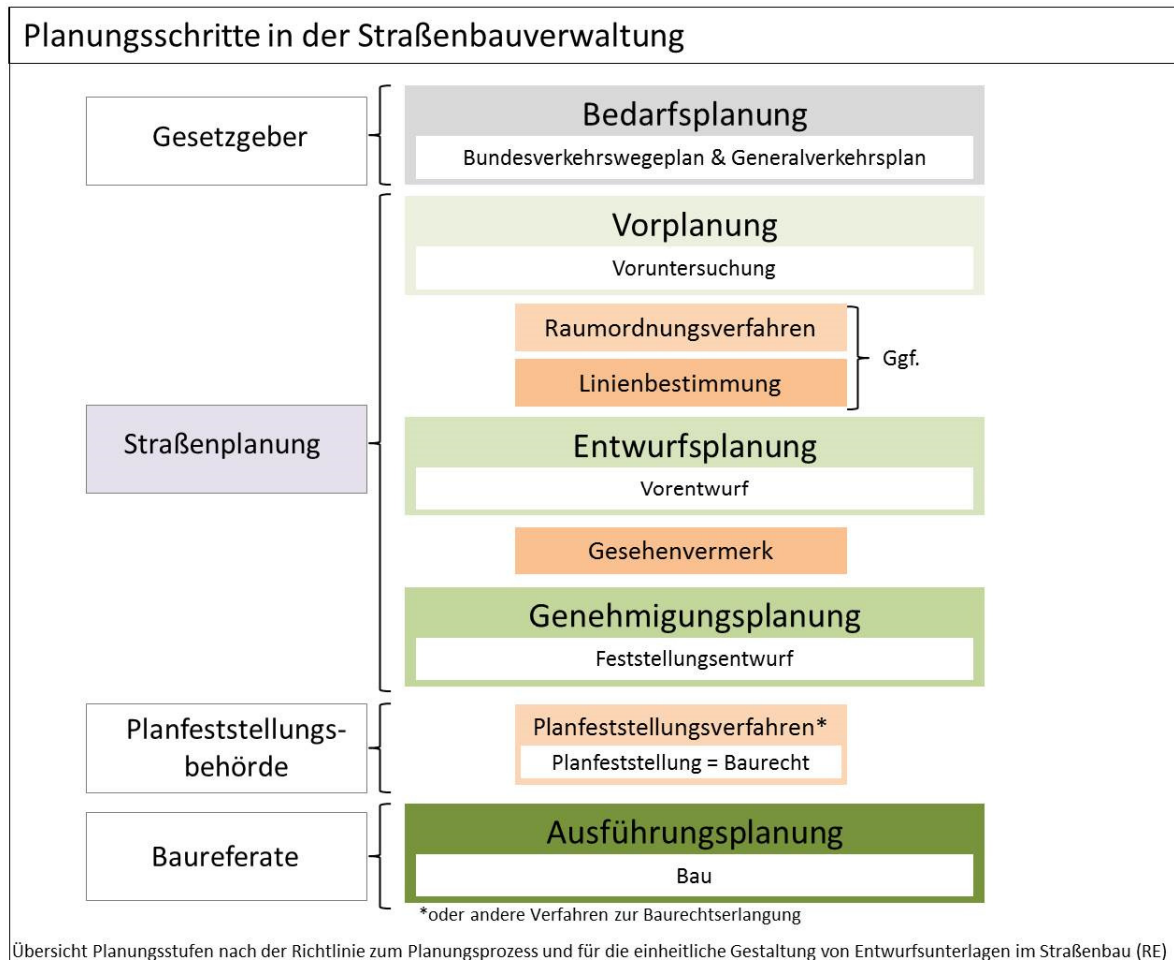 Planungsschritte in der Straßenbauverwaltung
Gesetzgeber
Bedarfsplanung
Bundesverkehrswegeplan & Generalverkehrsplan
Straßenplanung
Vorplanung
Voruntersuchung
Raumordnungsverfahren
Linienbestimmung
Ggf.
Entwurfsplanung
Vorentwurf
Gesehenvermerk
Genehmigungsplanung
Feststellungsentwurf
Planfeststellungs-
behörde
Planfeststellungsverfahren*
Planfeststellung = Baurecht
Baureferate
Ausführungsplanung
Bau
*oder andere Verfahren zur Baurechtserlangung
Übersicht Planungsstufen nach der Richtlinie zum Planungsprozess und für die einheitliche Gestaltung von Entwurfsunterlagen im Straßenbau (RE)